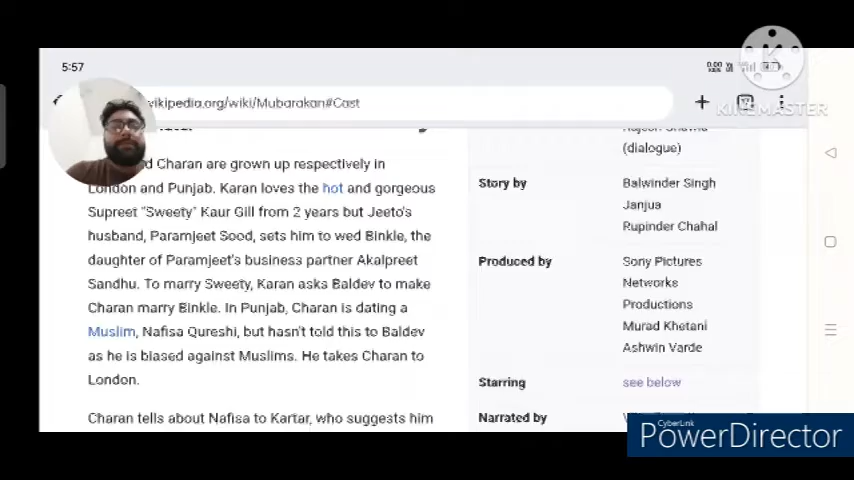 5:57
wikipedia.org/wiki/Mubarakan#Cast
KINEMASTER
d Charan are grown up respectively in
London and Punjab. Karan loves the hot and gorgeous
Supreet "Sweety" Kaur Gill from 2 years but Jeeto's
husband, Paramjeet Sood, sets him to wed Binkle, the
daughter of Paramjeet's business partner Akalpreet
Sandhu. To marry Sweety, Karan asks Baldev to make
Charan marry Binkle. In Punjab, Charan is dating a
Muslim, Nafisa Qureshi, but hasn't told this to Baldev
as he is biased against Muslims. He takes Charan to
London.
Charan tells about Nafisa to Kartar, who suggests him
(dialogue)
Story by
Balwinder Singh
Janjua
Rupinder Chahal
Produced by
Sony Pictures
Networks
Productions
Murad Khetani
Ashwin Varde
Starring
see below
Narrated by
CyberLink
PowerDirector